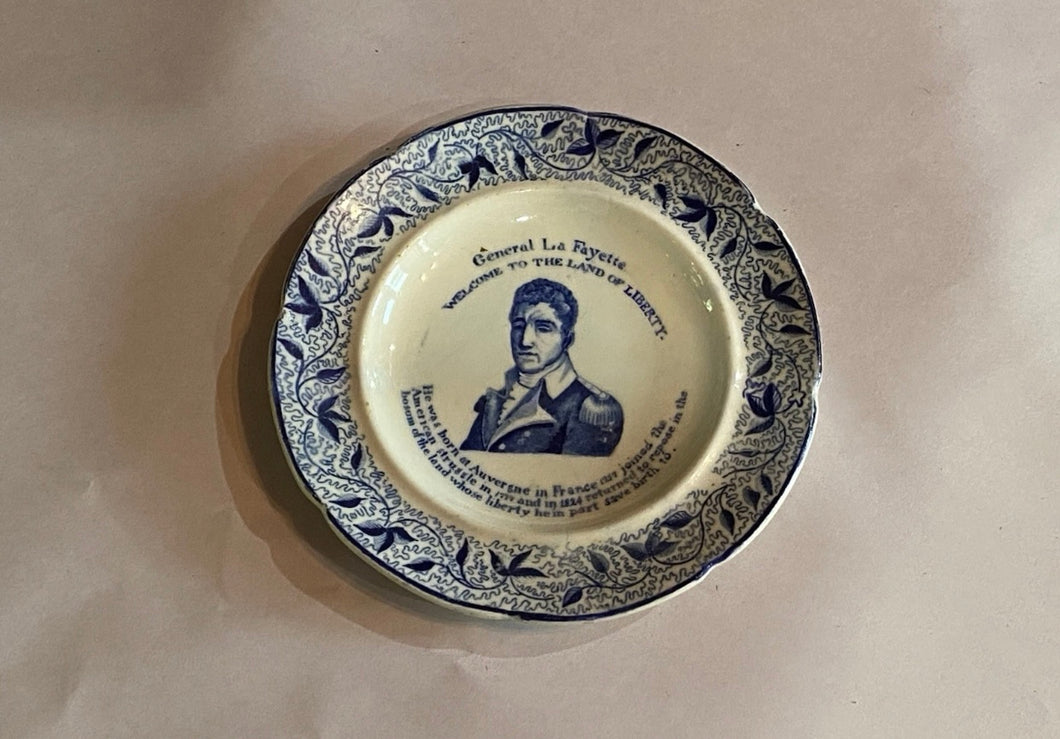 General La Fayette
WELCOME TO THE LAND OF LIBERTY.
He was born at Auvergne in France joined the
American struggle in and in 1824 returned to repose in the
bosom of the land whose liberty he in part gave birth to.